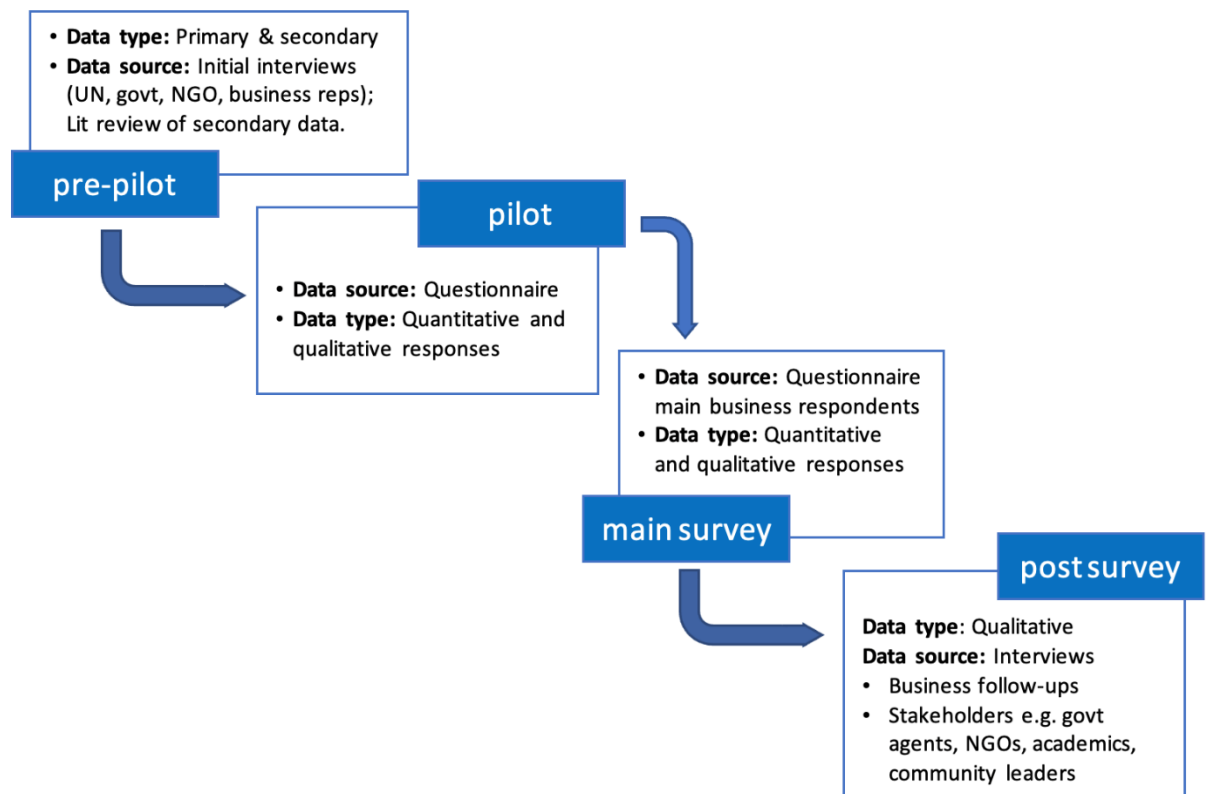 • Data type: Primary & secondary
• Data source: Initial interviews
(UN, govt, NGO, business reps);
Lit review of secondary data.
pre-pilot
pilot
• Data source: Questionnaire
• Data type: Quantitative and
qualitative responses
• Data source: Questionnaire
main business respondents
• Data type: Quantitative
and qualitative responses
main survey
post survey
Data type: Qualitative
Data source: Interviews
• Business follow-ups
• Stakeholders e.g. govt
agents, NGOs, academics,
community leaders